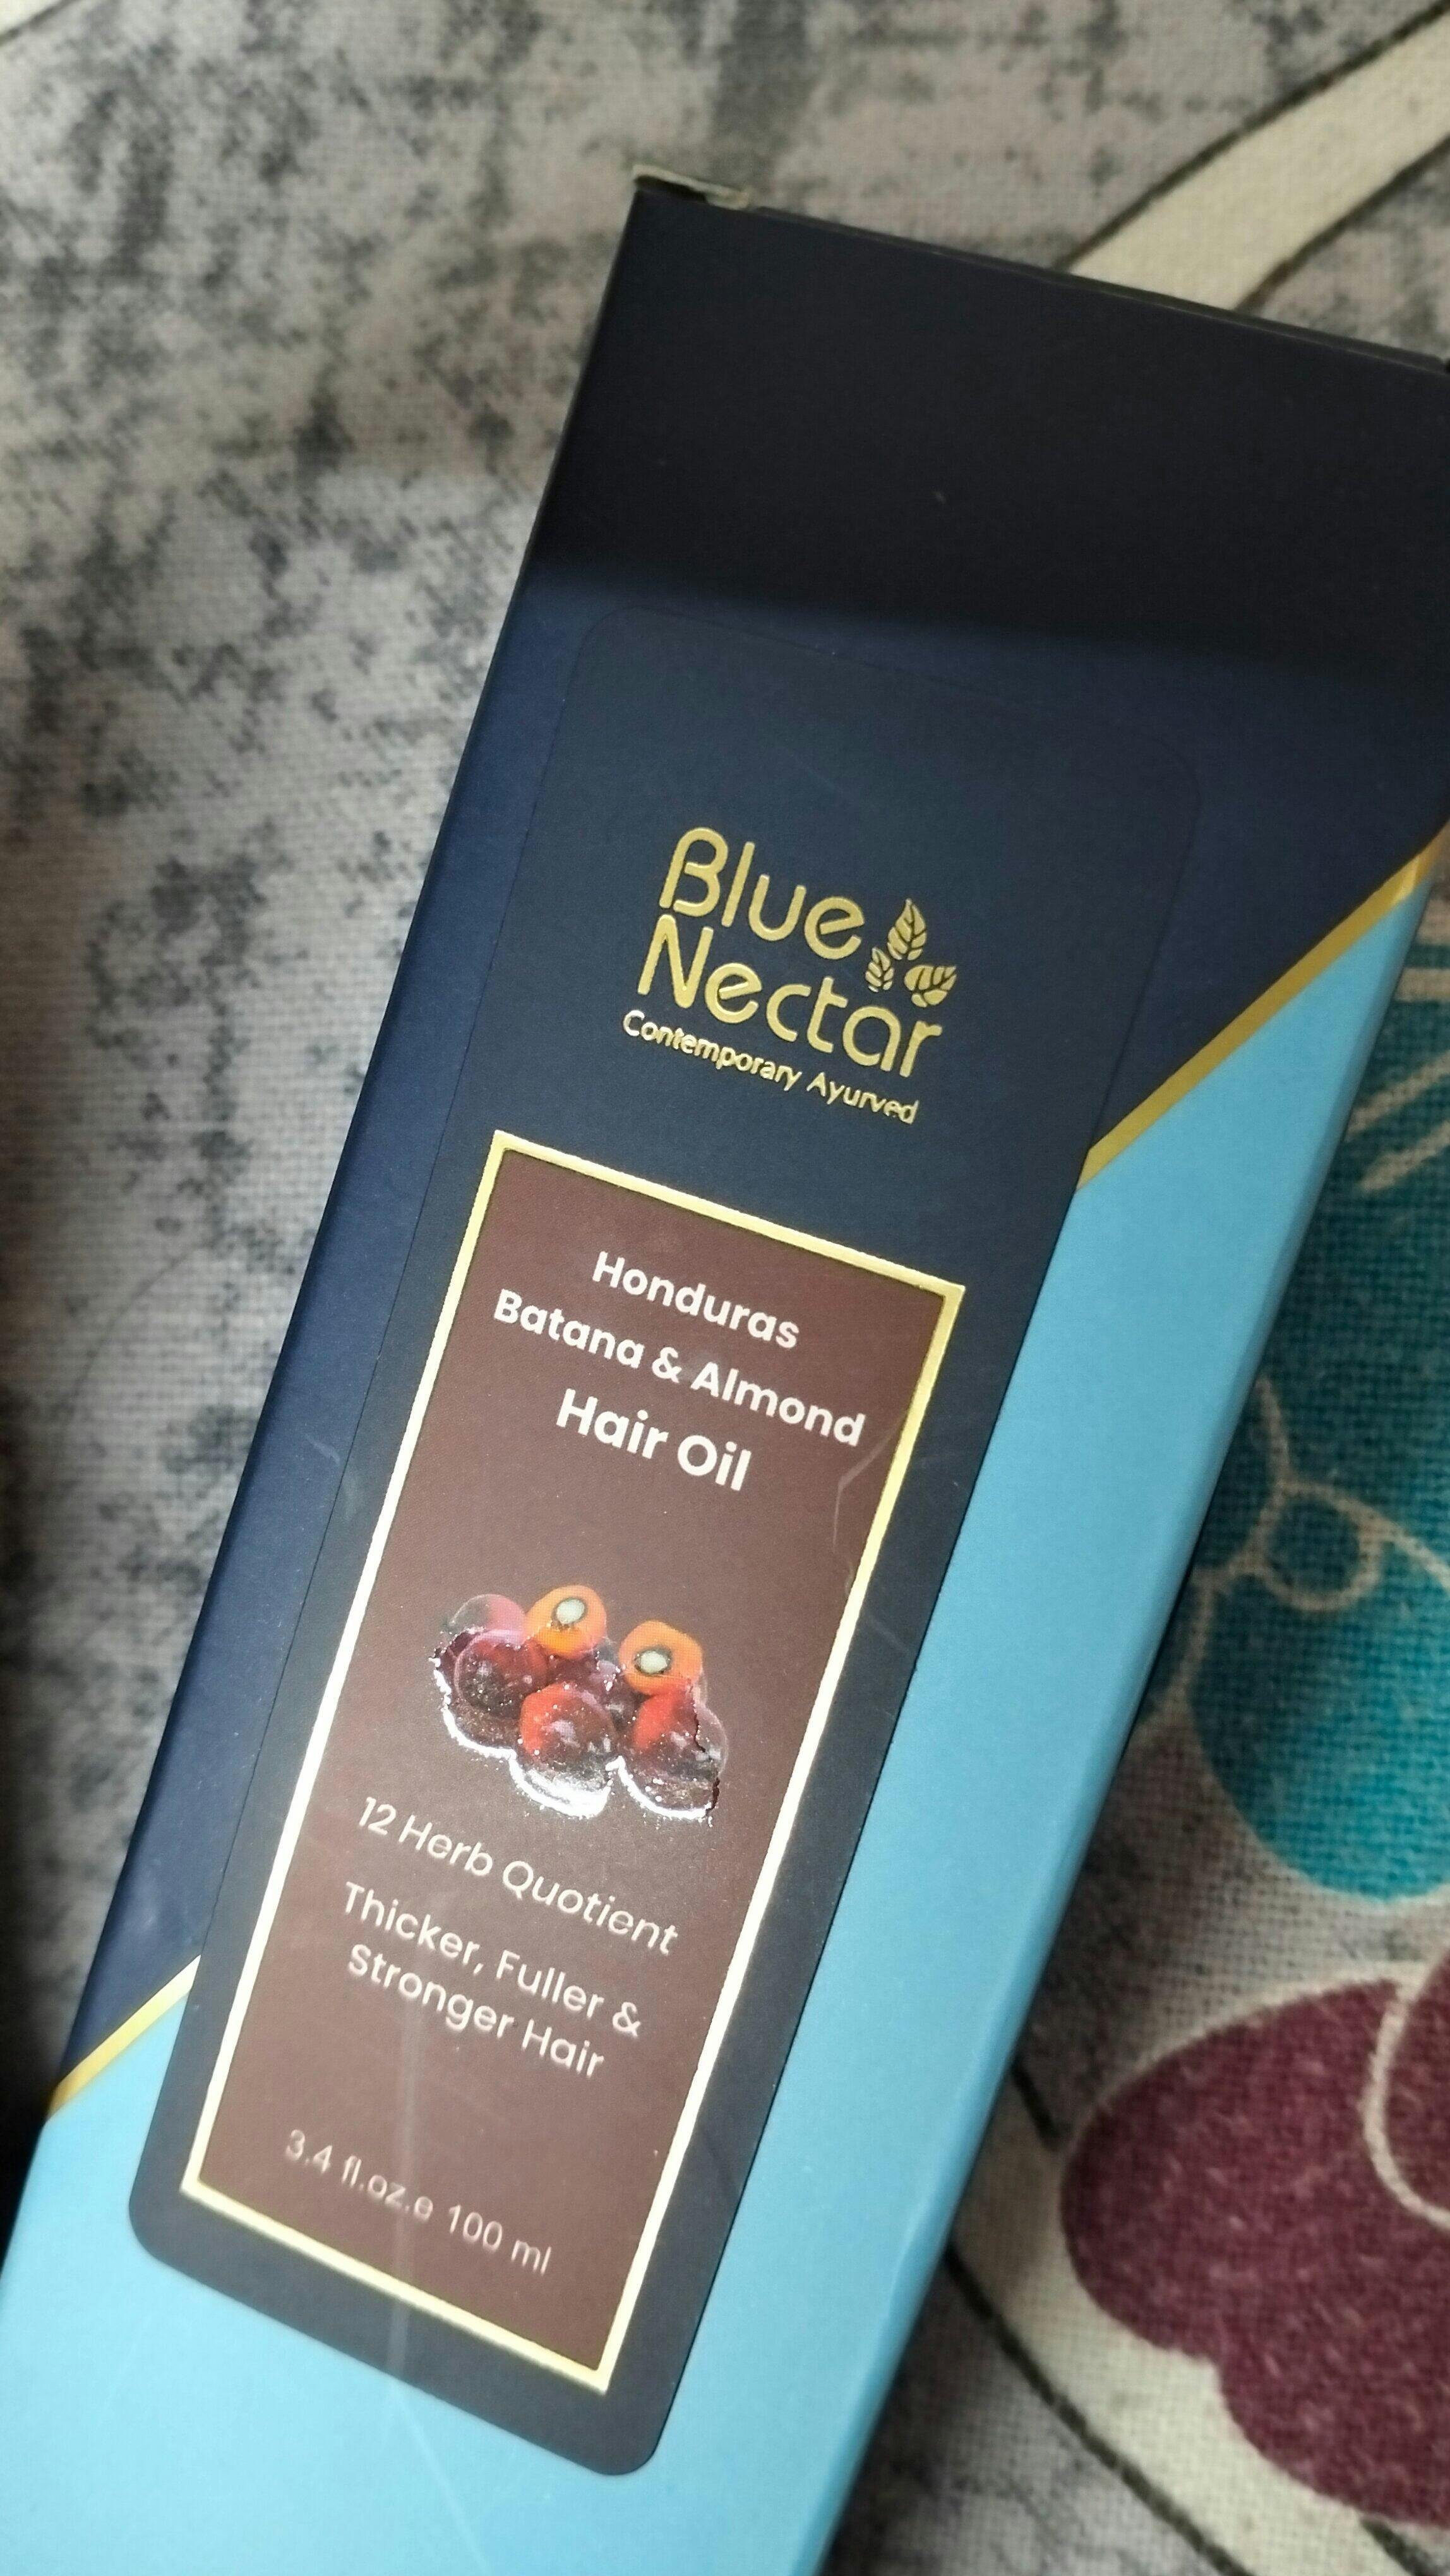 Blue
Nectar
Contemporary Ayurved
Honduras
Batana & Almond
Hair Oil
12 Herb Quotient
Thicker, Fuller &
Stronger Hair
3.4 fl.oz.e 100 ml